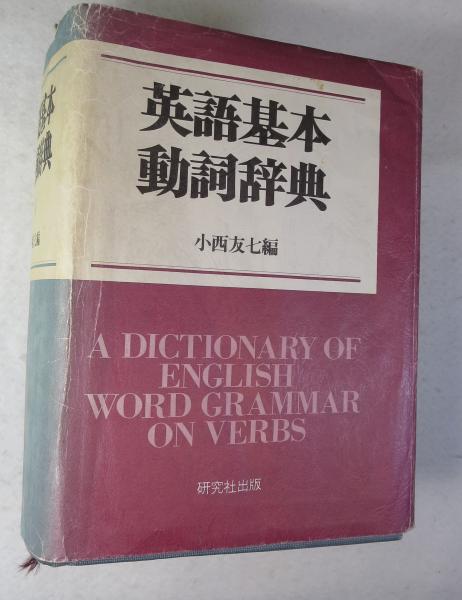 英語基本
動詞辞典
小西友七編
A DICTIONARY OF
ENGLISH
WORD GRAMMAR
ON VERBS
研究社出版